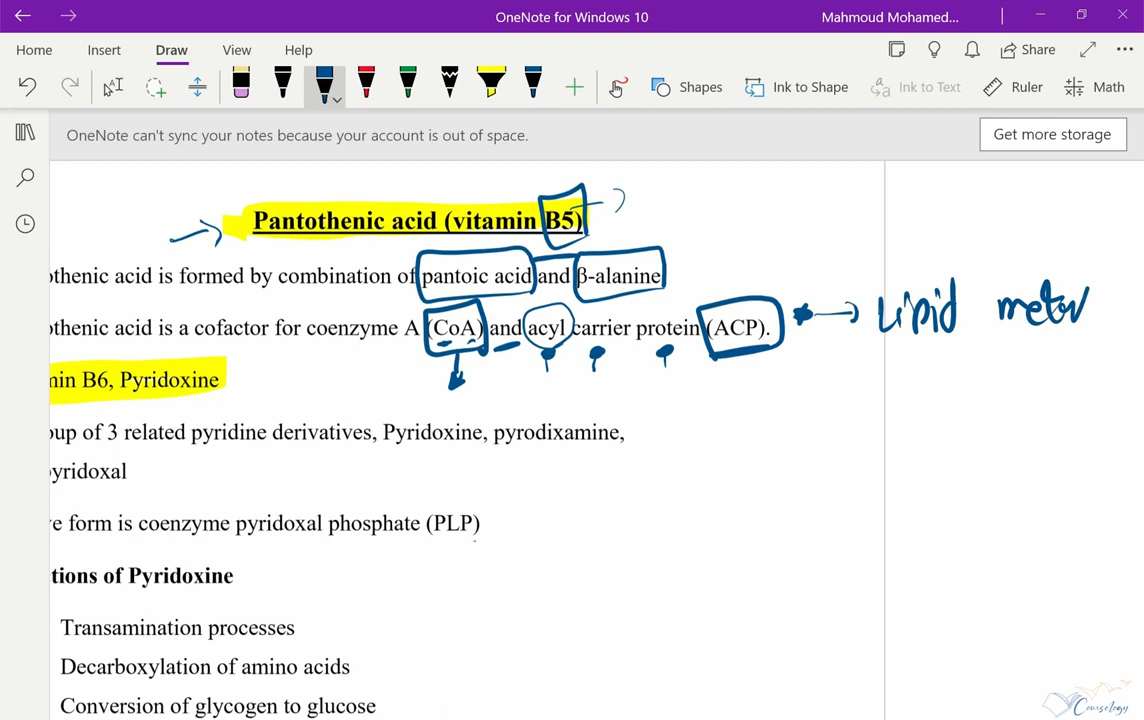 OneNote for Windows 10
Mahmoud Mohamed...
Home Insert Draw View Help Share
Shapes Ink to Shape Ink to Text Ruler Math
OneNote can't sync your notes because your account is out of space. Get more storage
Pantothenic acid (vitamin B5)
othenic acid is formed by combination of pantoic acid and β-alanine
othenic acid is a cofactor for coenzyme A (CoA) and acyl carrier protein (ACP). Lipid metar
min B6, Pyridoxine
oup of 3 related pyridine derivatives, Pyridoxine, pyrodixamine,
pyridoxal
e form is coenzyme pyridoxal phosphate (PLP)
tions of Pyridoxine
Transamination processes
Decarboxylation of amino acids
Conversion of glycogen to glucose
Courselogy